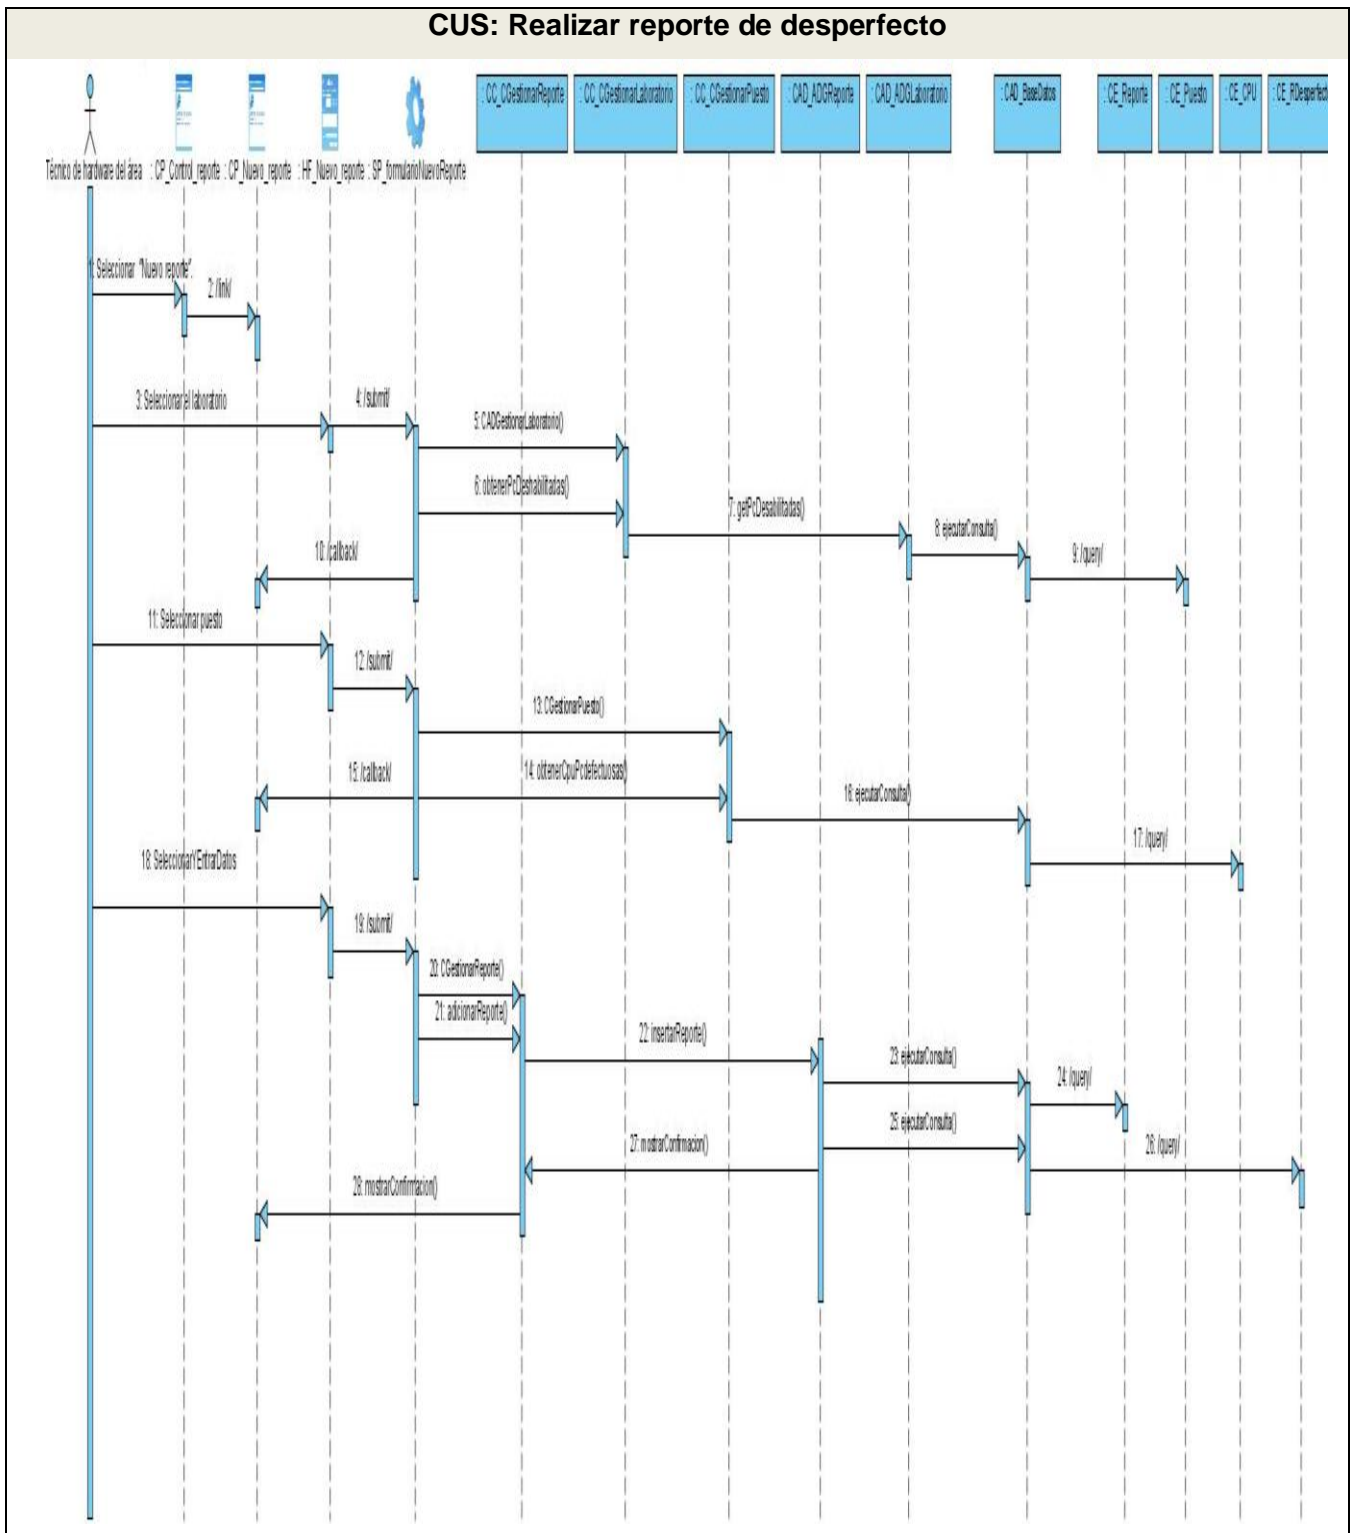 CUS: Realizar reporte de desperfecto
: CC_CGestionarReporte
: CC_CGestionarLaboratorio
: CC_CGestionarPuesto
: CAD_ADGReporte
: CAD_ADGLaboratorio
: CAD_BaseDatos
: CE_Reporte
: CE_Puesto
: CE_CPU
: CE_RDesperfecto
Técnico de hardware del área
: CP_Control_reporte
: CP_Nuevo_reporte
: HF_Nuevo_reporte
: SP_formularioNuevoReporte
1: Seleccionar "Nuevo reporte".
2: /link/
3: Seleccionar el laboratorio
4: /submit/
5: CADGestionarLaboratorio()
6: obtenerPcDeshabilitadas()
7: getPcDesabilitadas()
8: ejecutarConsulta()
9: /query/
10: /callback/
11: Seleccionar puesto
12: /submit/
13: CGestionarPuesto()
15: /callback/
14: obtenerCpuPcdefectuosas()
16: ejecutarConsulta()
17: /query/
18: SeleccionarYEntrarDatos
19: /submit/
20: CGestionarReporte()
21: adicionarReporte()
22: insertarReporte()
23: ejecutarConsulta()
24: /query/
25: ejecutarConsulta()
26: /query/
27: mostrarConfirmacion()
28: mostrarConfirmacion()